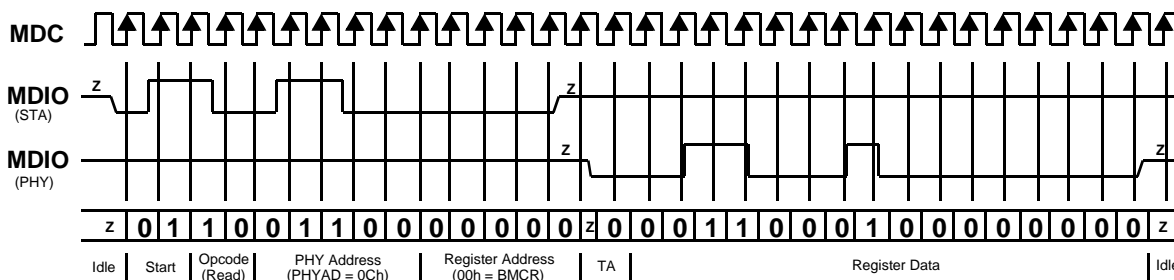 MDC
z
MDIO
(STA)
z
MDIO
(PHY)
z
z
z 0 1 1 0 0 1 1 0 0 0 0 0 0 0 z 0 0 0 1 1 0 0 0 1 0 0 0 0 0 0 0 0 z
Idle Start Opcode (Read) PHY Address (PHYAD = 0Ch) Register Address (00h = BMCR) TA Register Data Idle